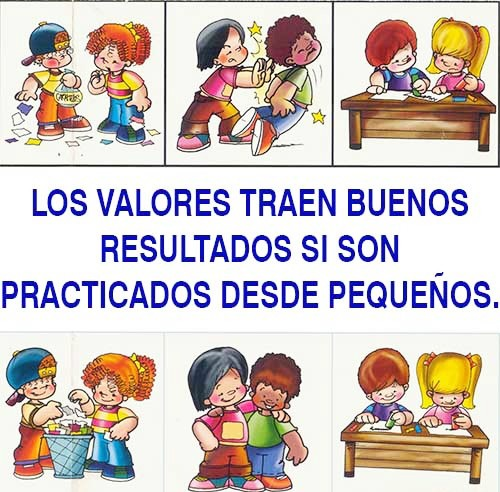 LOS VALORES TRAEN BUENOS
RESULTADOS SI SON
PRACTICADOS DESDE PEQUEÑOS.